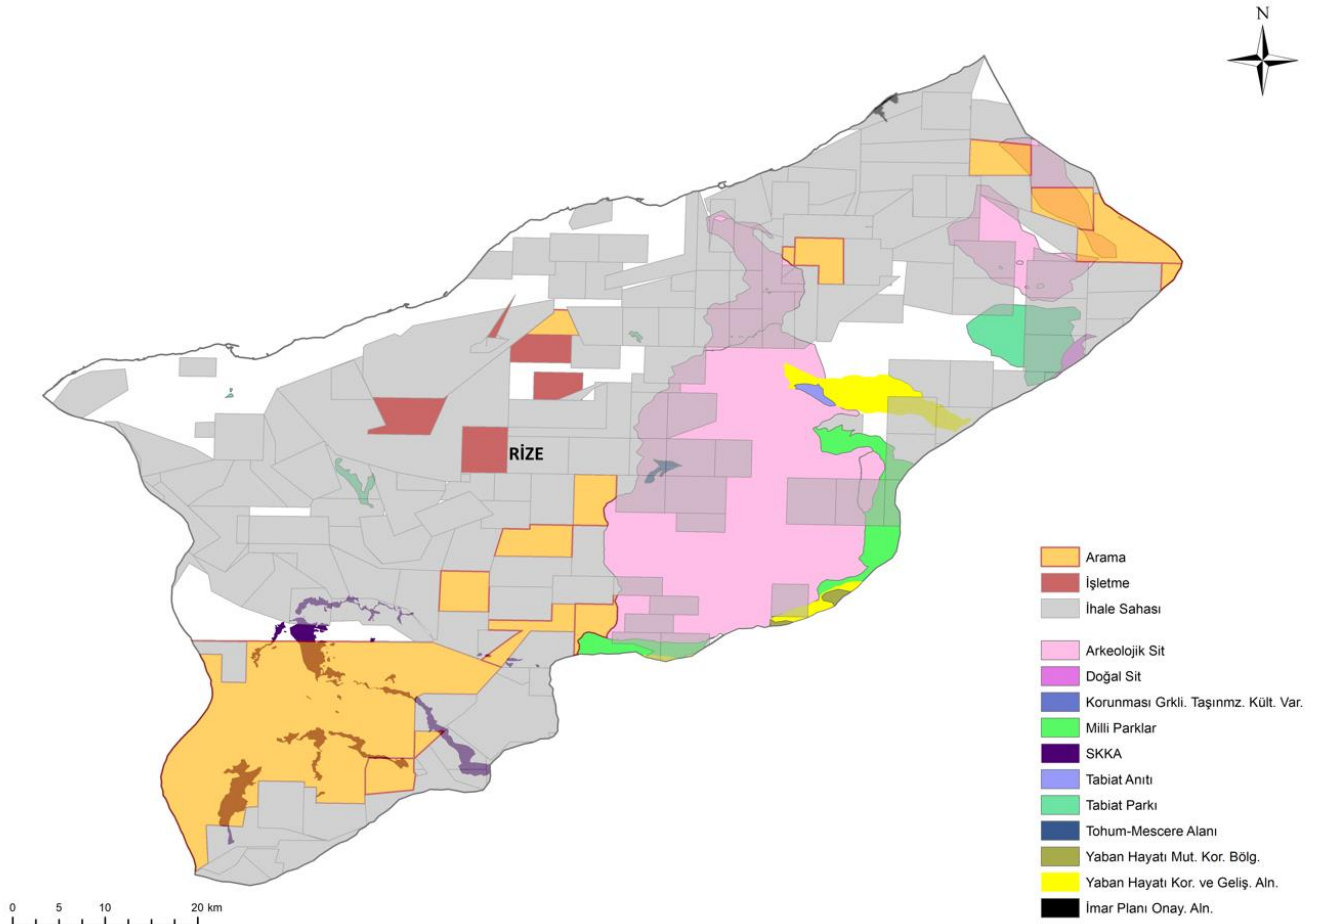 N
RİZE
Arama
İşletme
İhale Sahası
Arkeolojik Sit
Doğal Sit
Korunması Grkli. Taşınmz. Kült. Var.
Milli Parklar
SKKA
Tabiat Anıtı
Tabiat Parkı
Tohum-Mescere Alanı
Yaban Hayatı Mut. Kor. Bölg.
Yaban Hayatı Kor. ve Geliş. Aln.
İmar Planı Onay. Aln.
0 5 10 20 km